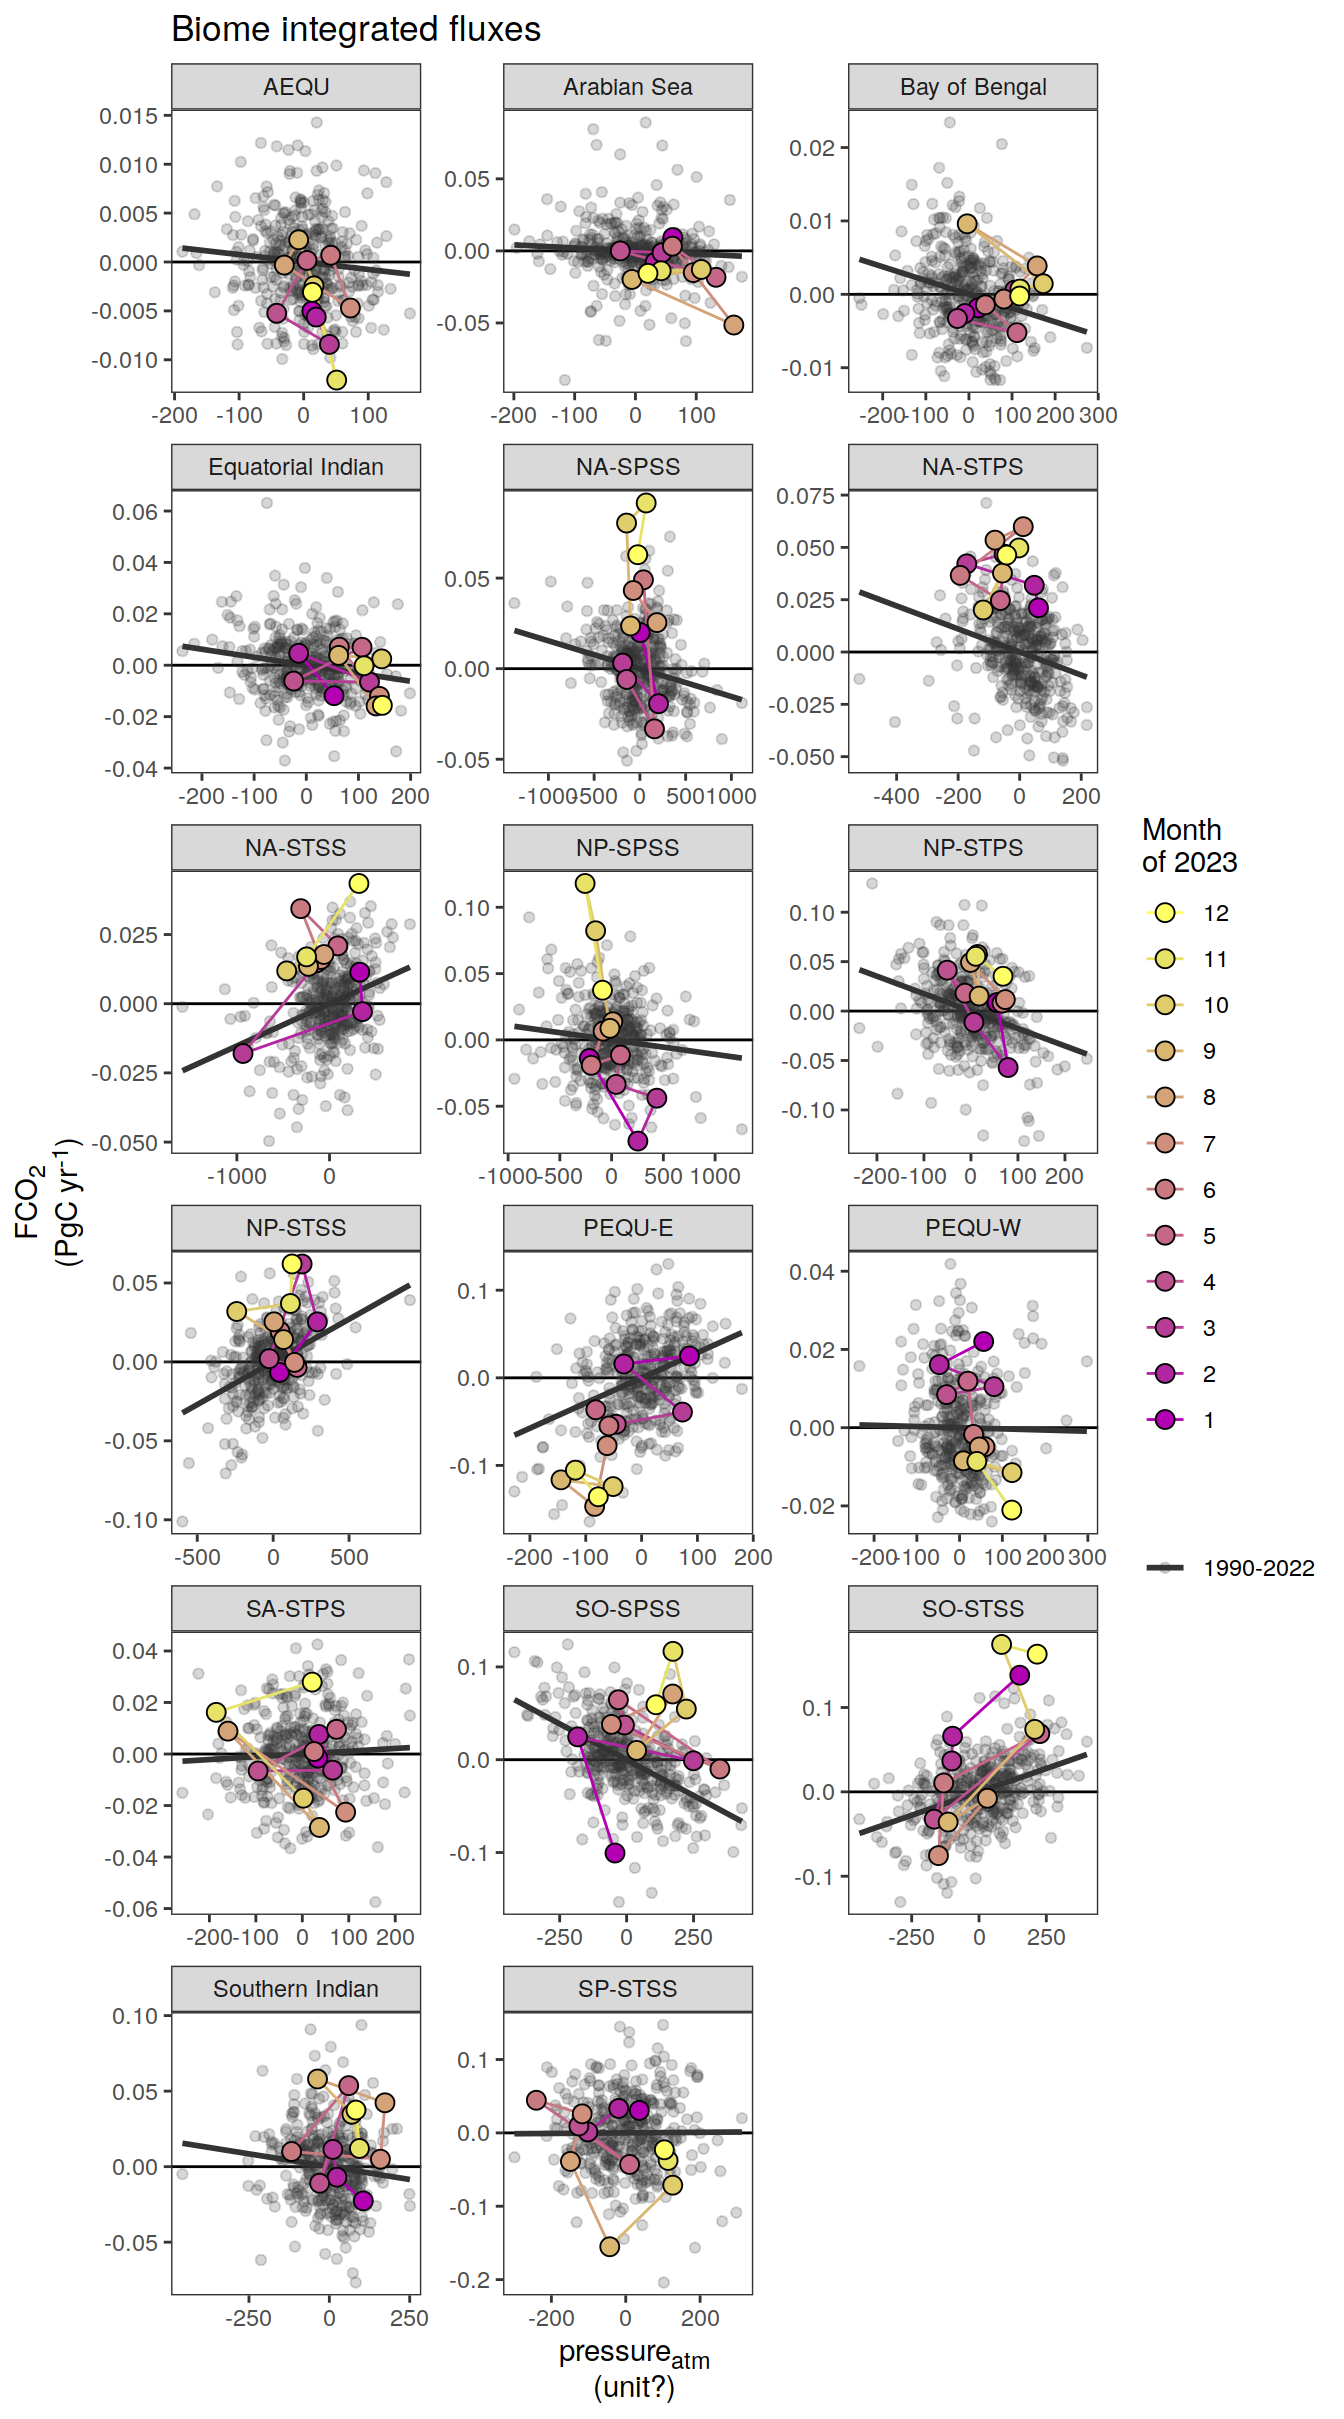 Biome integrated fluxes
AEQU
Arabian Sea
Bay of Bengal
0.015
0.010
0.005
0.000
-0.005
-0.010
0.05
0.00
-0.05
0.02
0.01
0.00
-0.01
-200 -100 0 100
-200 -100 0 100
-200 -100 0 100 200 300
Equatorial Indian
NA-SPSS
NA-STPS
0.06
0.04
0.02
0.00
-0.02
-0.04
0.05
0.00
-0.05
0.075
0.050
0.025
0.000
-0.025
-0.050
-200 -100 0 100 200
-1000 -500 0 500 1000
-400 -200 0 200
NA-STSS
NP-SPSS
NP-STPS
0.025
0.000
-0.025
-0.050
0.10
0.05
0.00
-0.05
0.10
0.05
0.00
-0.05
-0.10
-1000 0
-1000 -500 0 500 1000
-200 -100 0 100 200
NP-STSS
PEQU-E
PEQU-W
0.05
0.00
-0.05
-0.10
0.1
0.0
-0.1
0.04
0.02
0.00
-0.02
-500 0 500
-200 -100 0 100 200
-200 -100 0 100 200 300
SA-STPS
SO-SPSS
SO-STSS
0.04
0.02
0.00
-0.02
-0.04
-0.06
0.1
0.0
-0.1
0.1
0.0
-0.1
-200 -100 0 100 200
-250 0 250
-250 0 250
Southern Indian
SP-STSS
0.10
0.05
0.00
-0.05
0.1
0.0
-0.1
-0.2
-250 0 250
-200 0 200
FCO2
(PgC yr-1)
pressureatm
(unit?)
Month
of 2023
12
11
10
9
8
7
6
5
4
3
2
1
1990-2022